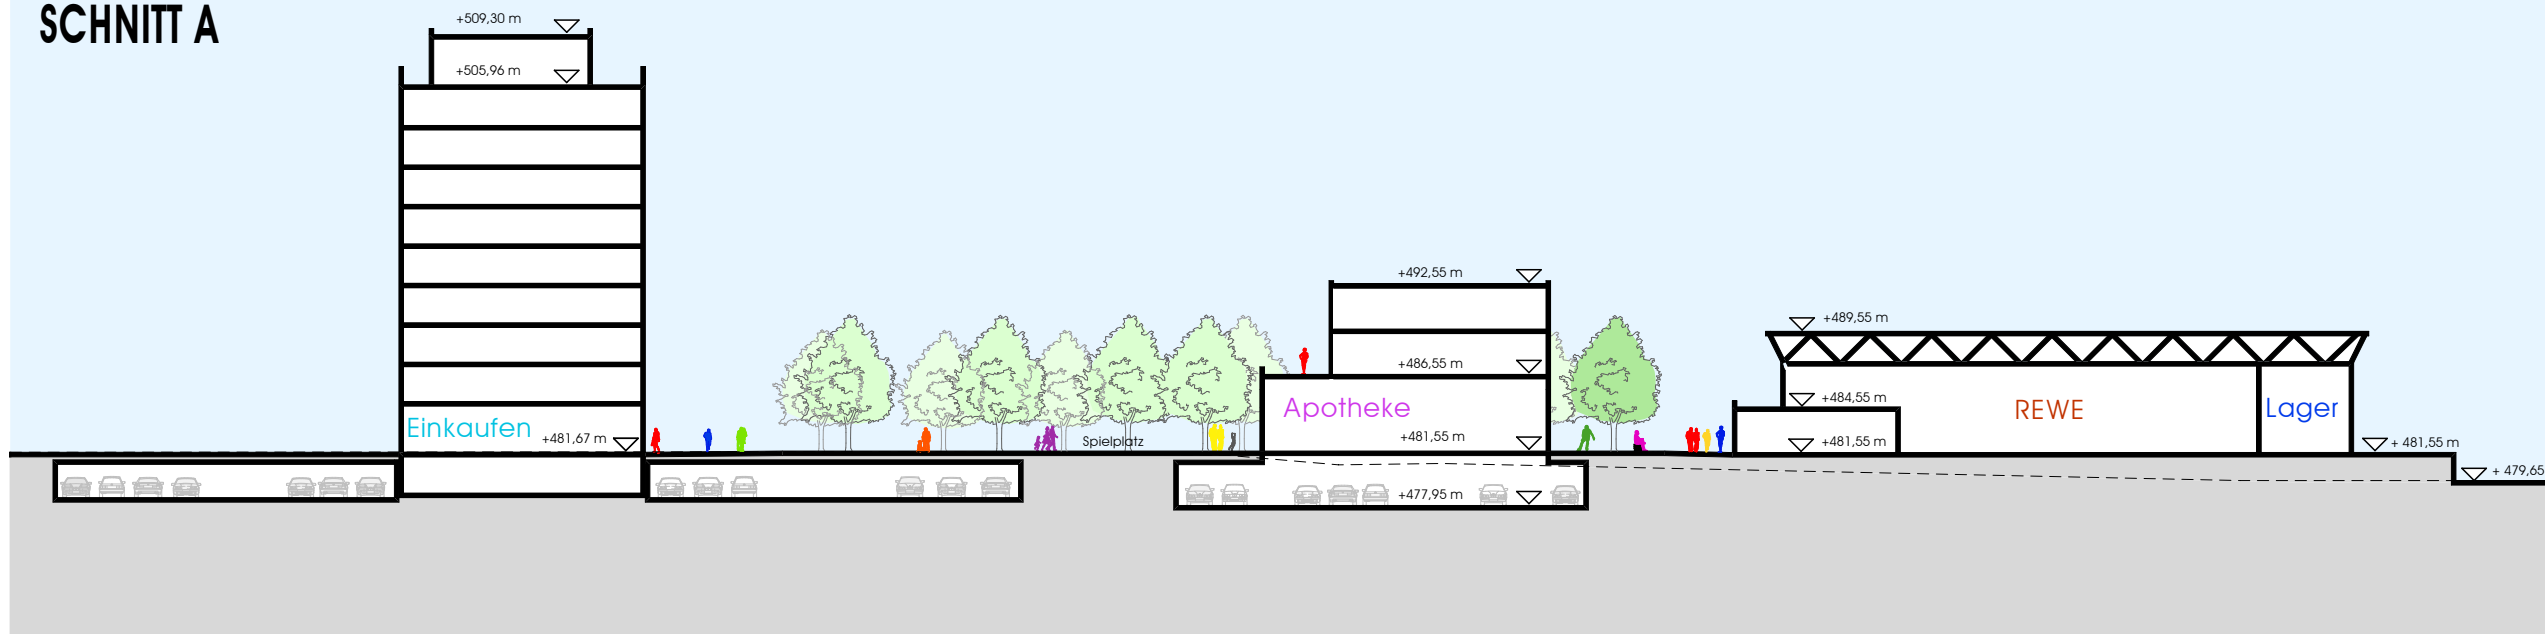 SCHNITT A
+509,30 m
+505,96 m
Einkaufen
+481,67 m
Spielplatz
+492,55 m
+486,55 m
Apotheke
+481,55 m
+477,95 m
+489,55 m
+484,55 m
+481,55 m
REWE
Lager
+ 481,55 m
+ 479,65